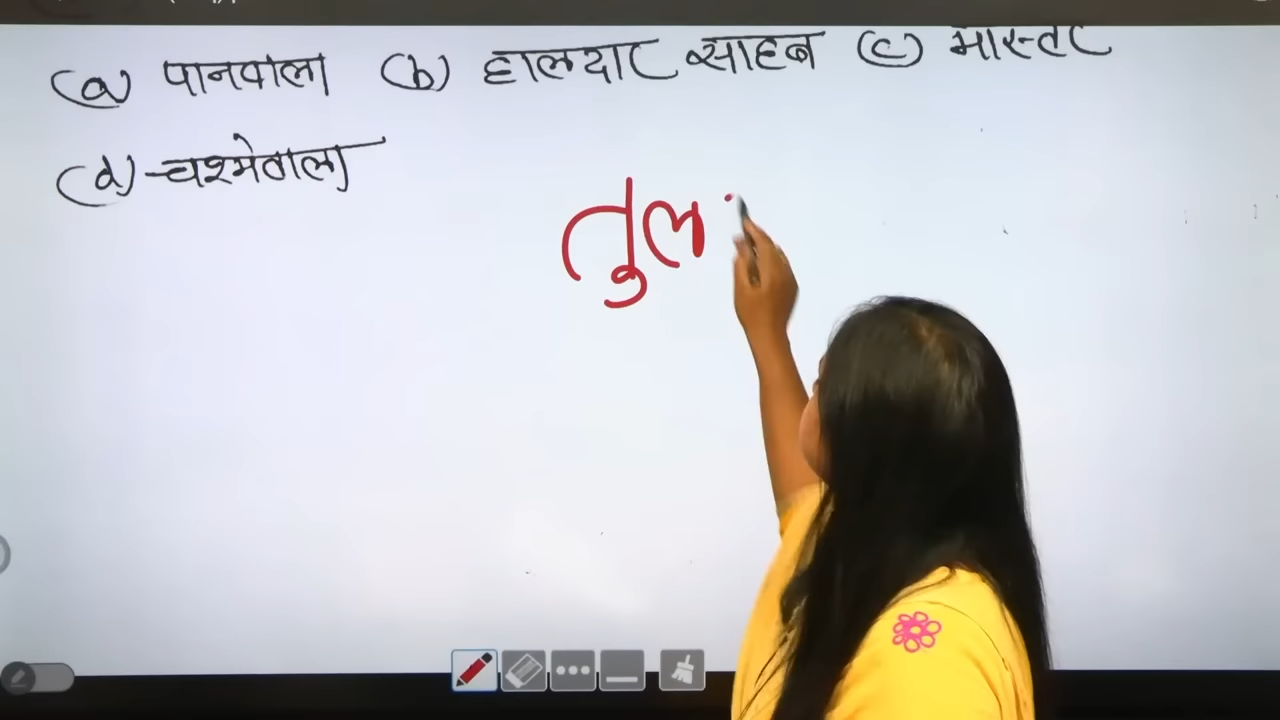 (a) पानवाला (b) हालदार साहब (c) मास्टर
(d) चश्मेवाला
तुल